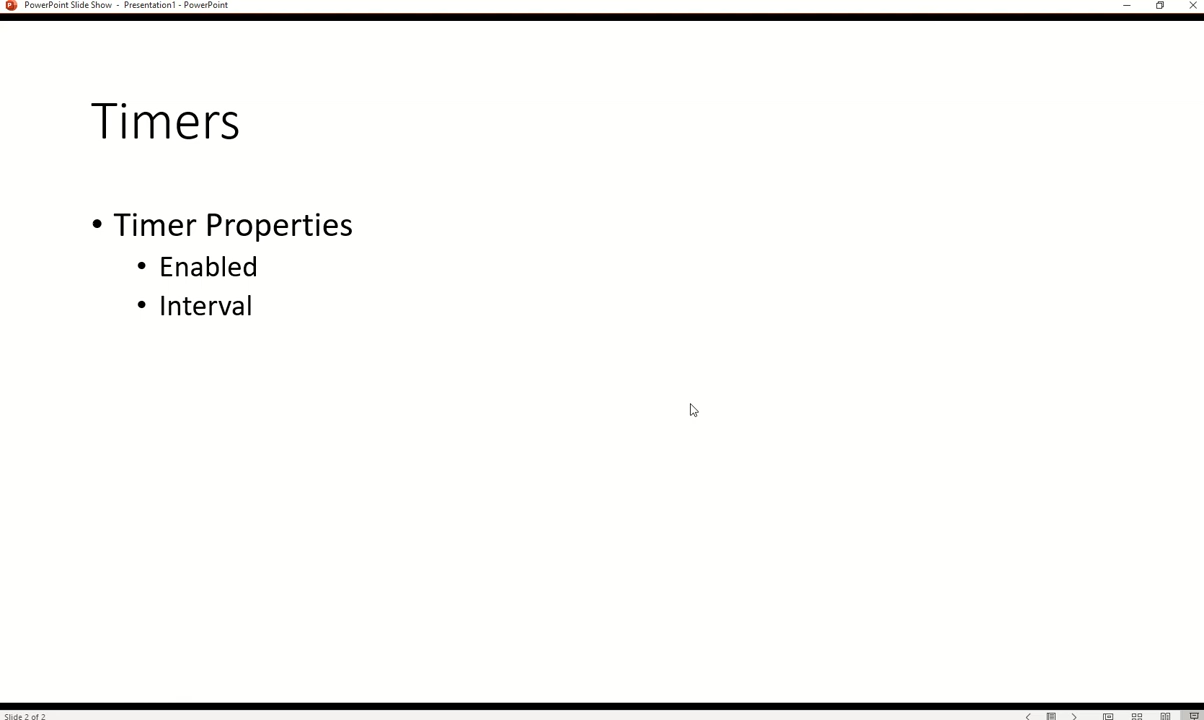 PowerPoint Slide Show - Presentation1 - PowerPoint
Timers
• Timer Properties
• Enabled
• Interval
Slide 2 of 2